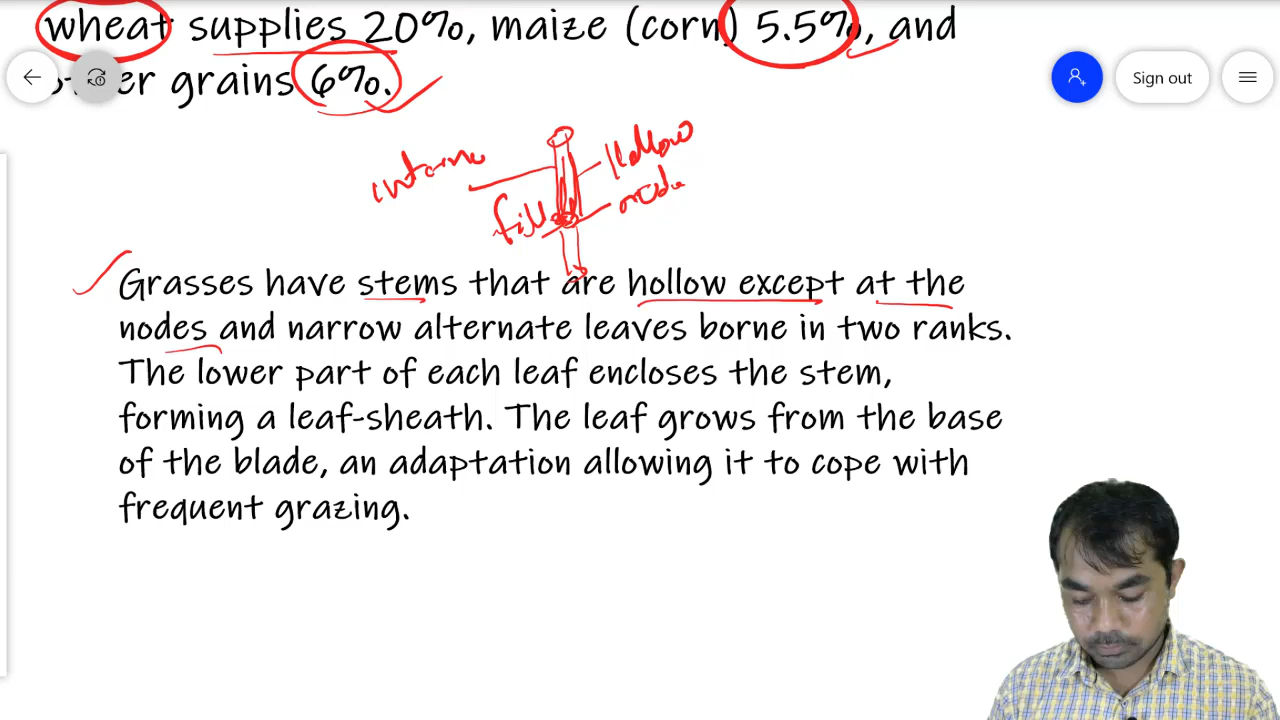 wheat supplies 20%, maize (corn) 5.5%, and
grains 6%.
Sign out
Hollow
node
Grasses have stems that are hollow except at the
nodes and narrow alternate leaves borne in two ranks.
The lower part of each leaf encloses the stem,
forming a leaf-sheath. The leaf grows from the base
of the blade, an adaptation allowing it to cope with
frequent grazing.